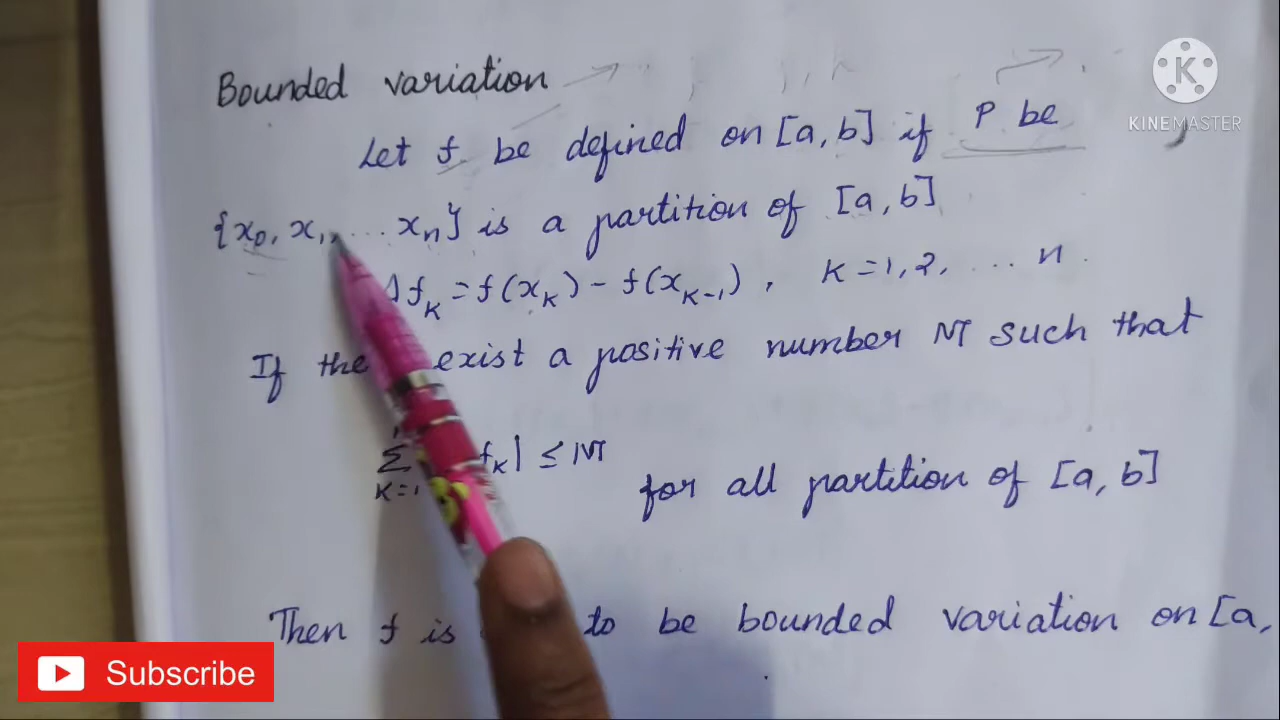 Bounded variation
KINEMASTER
Let f be defined on [a, b] if P be
{x₀, x₁, ... xₙ} is a partition of [a, b]
Δfₖ = f(xₖ) - f(xₖ₋₁), K = 1, 2, ... n.
If exist a positive number M such that
∑ fₖ| ≤ M
K=1
for all partition of [a, b]
Then f is to be bounded variation on [a,
Subscribe